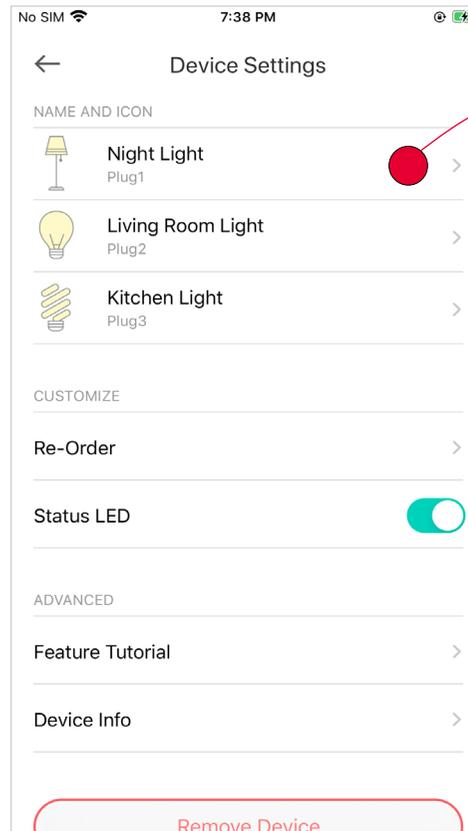 No SIM 7:38 PM
Device Settings
NAME AND ICON
Night Light
Plug1
Living Room Light
Plug2
Kitchen Light
Plug3
CUSTOMIZE
Re-Order
Status LED
ADVANCED
Feature Tutorial
Device Info
Remove Device